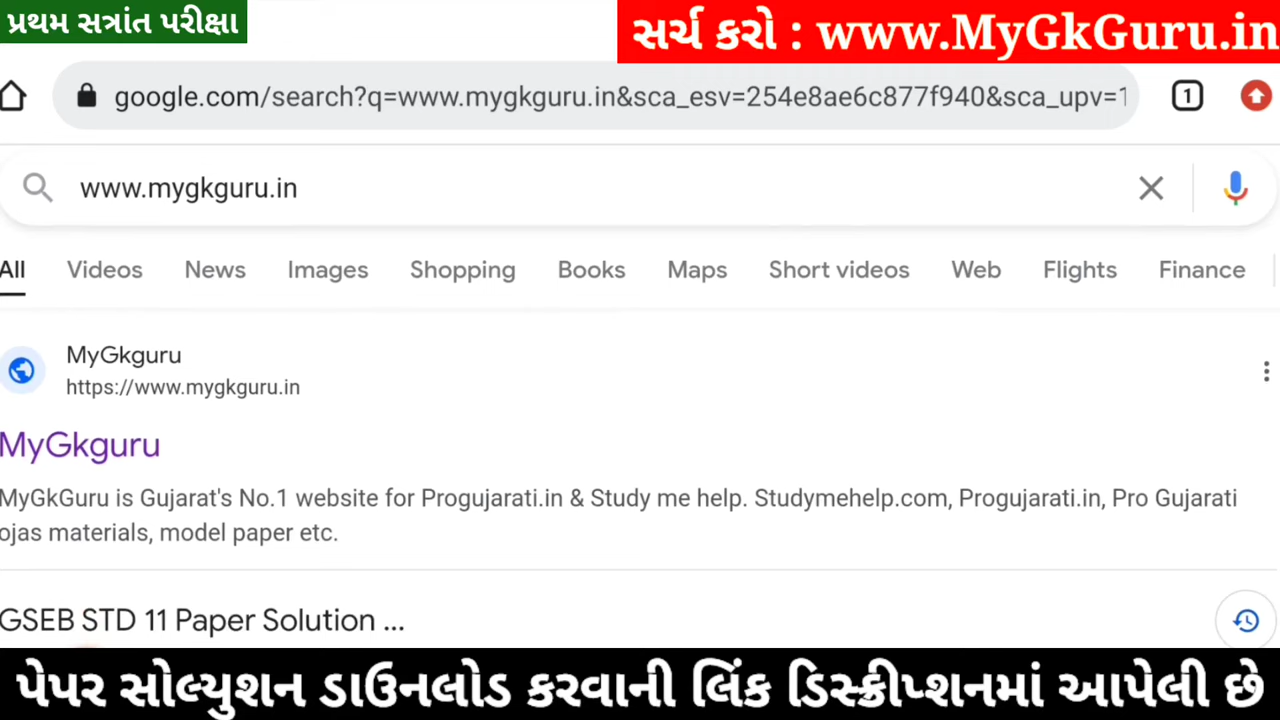 પ્રથમ સત્રાંત પરીક્ષા
સર્ચ કરો : www.MyGkGuru.in
google.com/search?q=www.mygkguru.in&sca_esv=254e8ae6c877f940&sca_upv=1
1
www.mygkguru.in
All Videos News Images Shopping Books Maps Short videos Web Flights Finance
MyGkguru
https://www.mygkguru.in
MyGkguru
MyGkGuru is Gujarat's No.1 website for Progujarati.in & Study me help. Studymehelp.com, Progujarati.in, Pro Gujarati
ojas materials, model paper etc.
GSEB STD 11 Paper Solution ...
પેપર સોલ્યુશન ડાઉનલોડ કરવાની લિંક ડિસ્ક્રીપ્શનમાં આપેલી છે